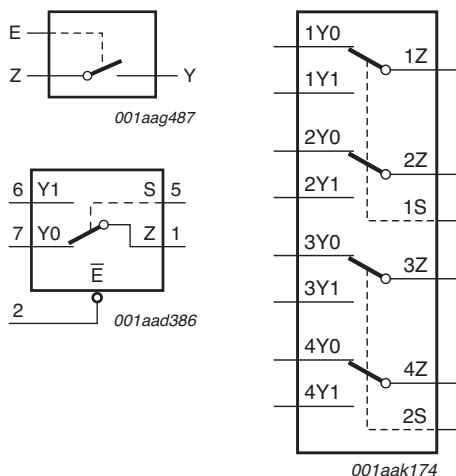 E
Z Y
001aag487
6 Y1 S 5
7 Y0 Z 1
E̅
2
001aad386
1Y0
1Z
1Y1
2Y0
2Z
2Y1
1S
3Y0
3Z
3Y1
4Y0
4Z
4Y1
2S
001aak174